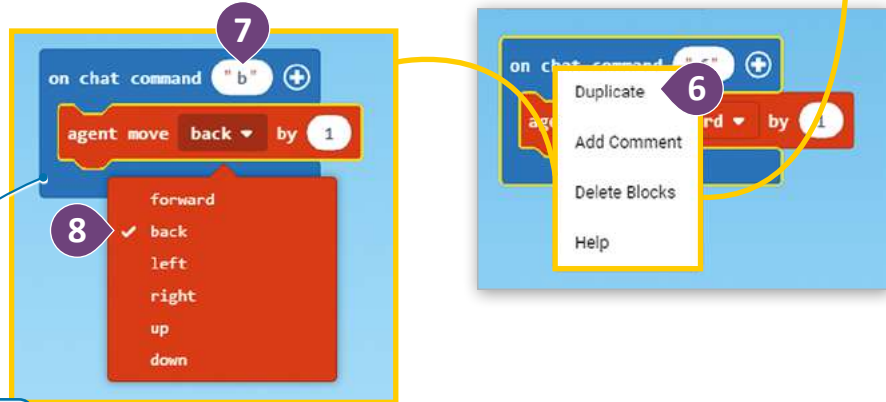 7
on chat command "b"
agent move back by 1
forward
8 back
left
right
up
down
on command
Duplicate 6
by 1
Add Comment
Delete Blocks
Help